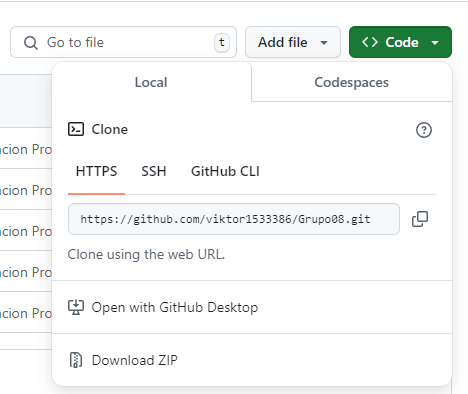 Go to file t Add file Code
Local Codespaces
Clone
HTTPS SSH GitHub CLI
https://github.com/viktor1533386/Grupo08.git
Clone using the web URL.
Open with GitHub Desktop
Download ZIP
acion Pro
acion Pro
acion Pro
acion Pro
acion Pro